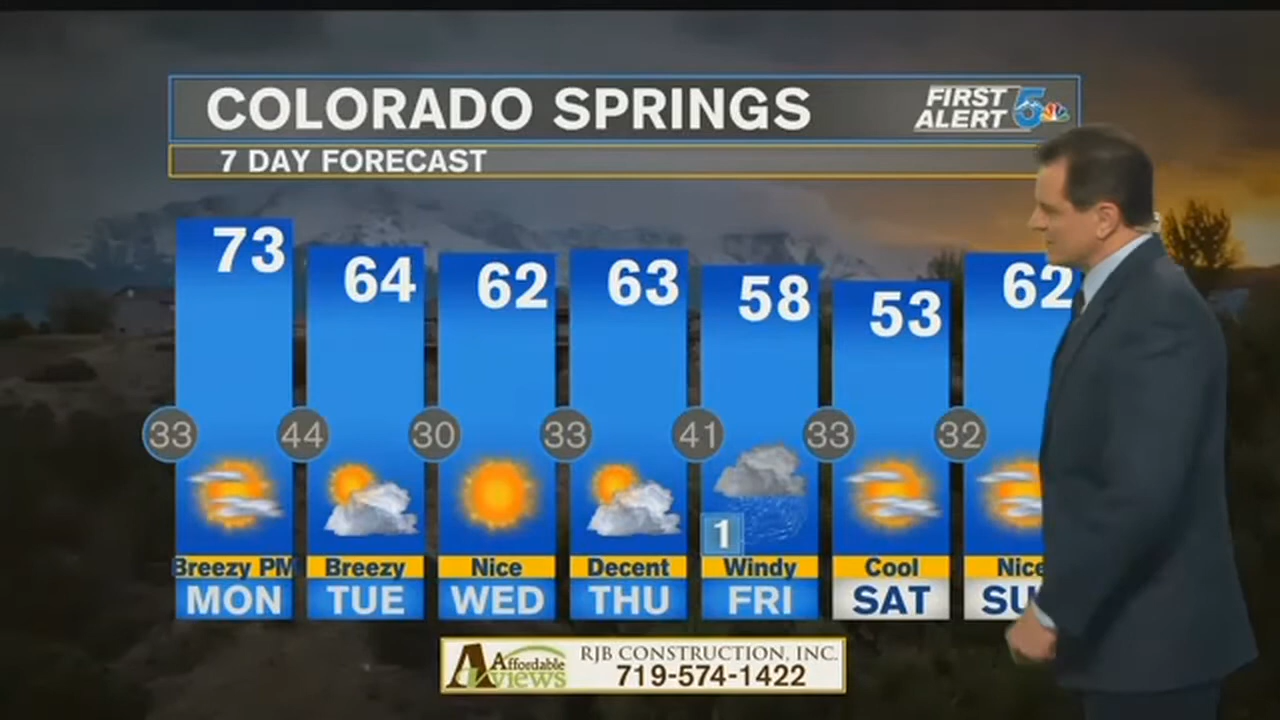 COLORADO SPRINGS
FIRST
ALERT 5
7 DAY FORECAST
73 64 62 63 58 53 62
33 44 30 33 41 33 32
1
Breezy PM Breezy Nice Decent Windy Cool Nice
MON TUE WED THU FRI SAT SU
Affordable
views
RJB CONSTRUCTION, INC.
719-574-1422